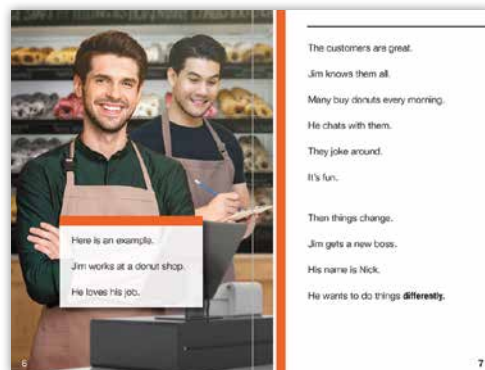 Here is an example.
Jim works at a donut shop.
He loves his job.
6
The customers are great.
Jim knows them all.
Many buy donuts every morning.
He chats with them.
They joke around.
It's fun.
Then things change.
Jim gets a new boss.
His name is Nick.
He wants to do things differently.
7